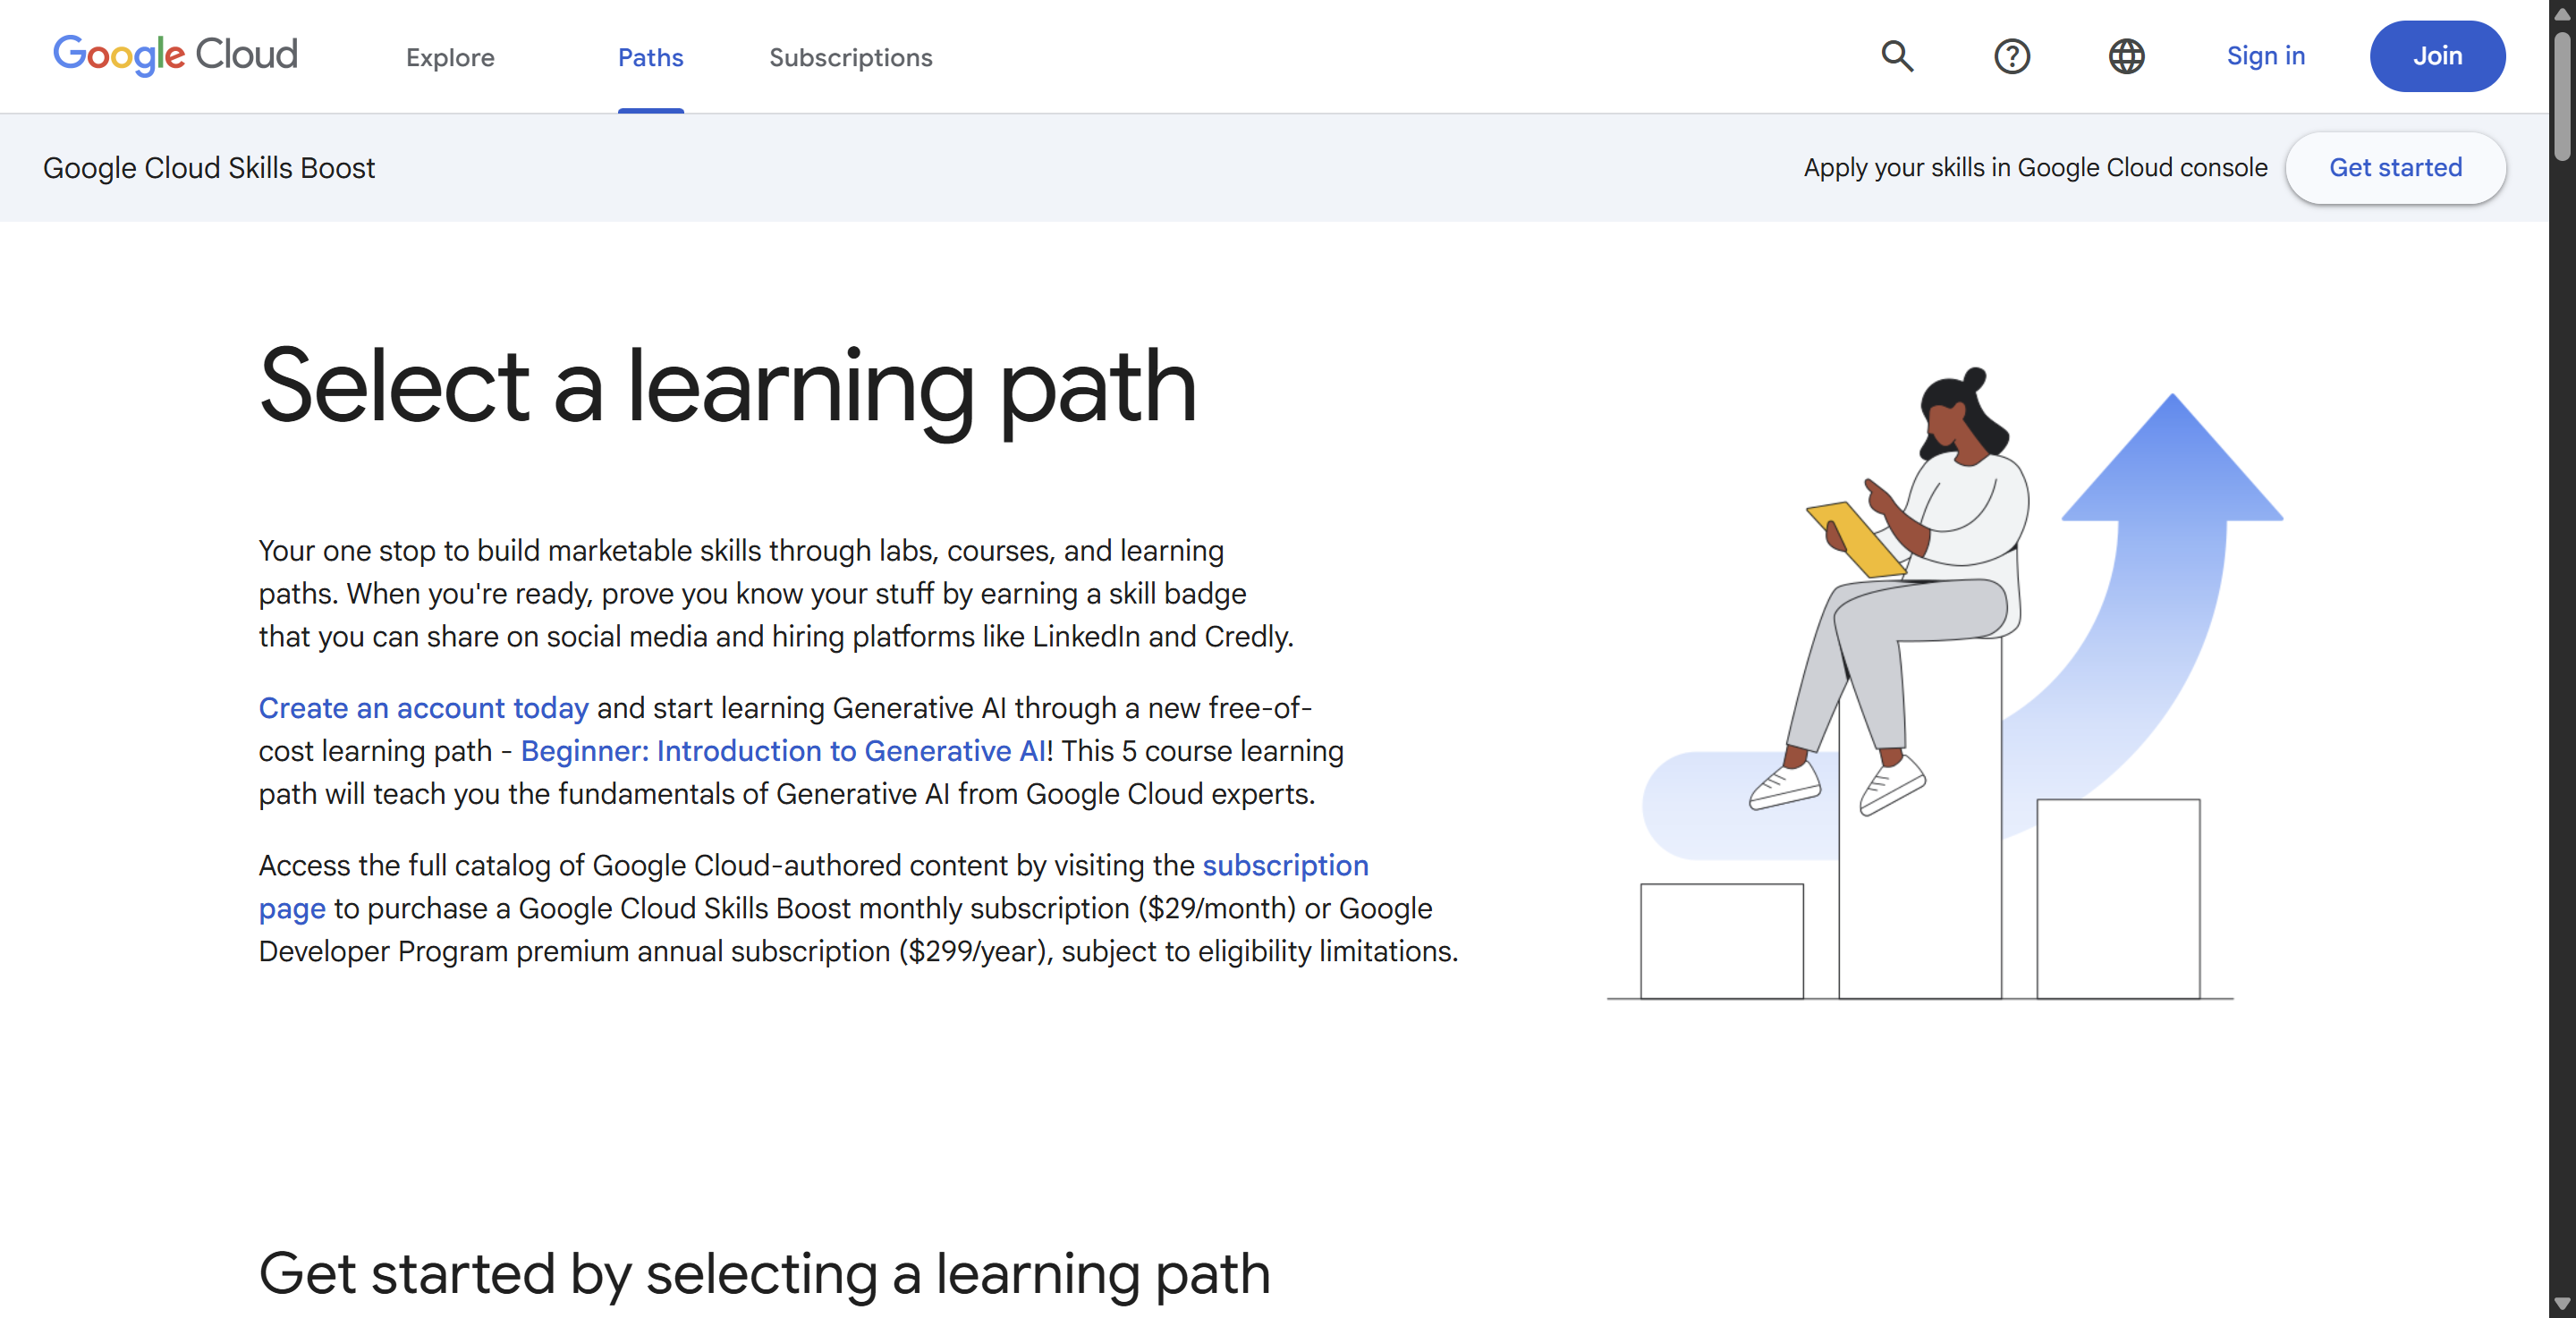 Google Cloud
Explore
Paths
Subscriptions
Sign in
Join
Google Cloud Skills Boost
Apply your skills in Google Cloud console
Get started
Select a learning path
Your one stop to build marketable skills through labs, courses, and learning
paths. When you're ready, prove you know your stuff by earning a skill badge
that you can share on social media and hiring platforms like LinkedIn and Credly.
Create an account today and start learning Generative AI through a new free-of-
cost learning path - Beginner: Introduction to Generative AI! This 5 course learning
path will teach you the fundamentals of Generative AI from Google Cloud experts.
Access the full catalog of Google Cloud-authored content by visiting the subscription
page to purchase a Google Cloud Skills Boost monthly subscription ($29/month) or Google
Developer Program premium annual subscription ($299/year), subject to eligibility limitations.
Get started by selecting a learning path